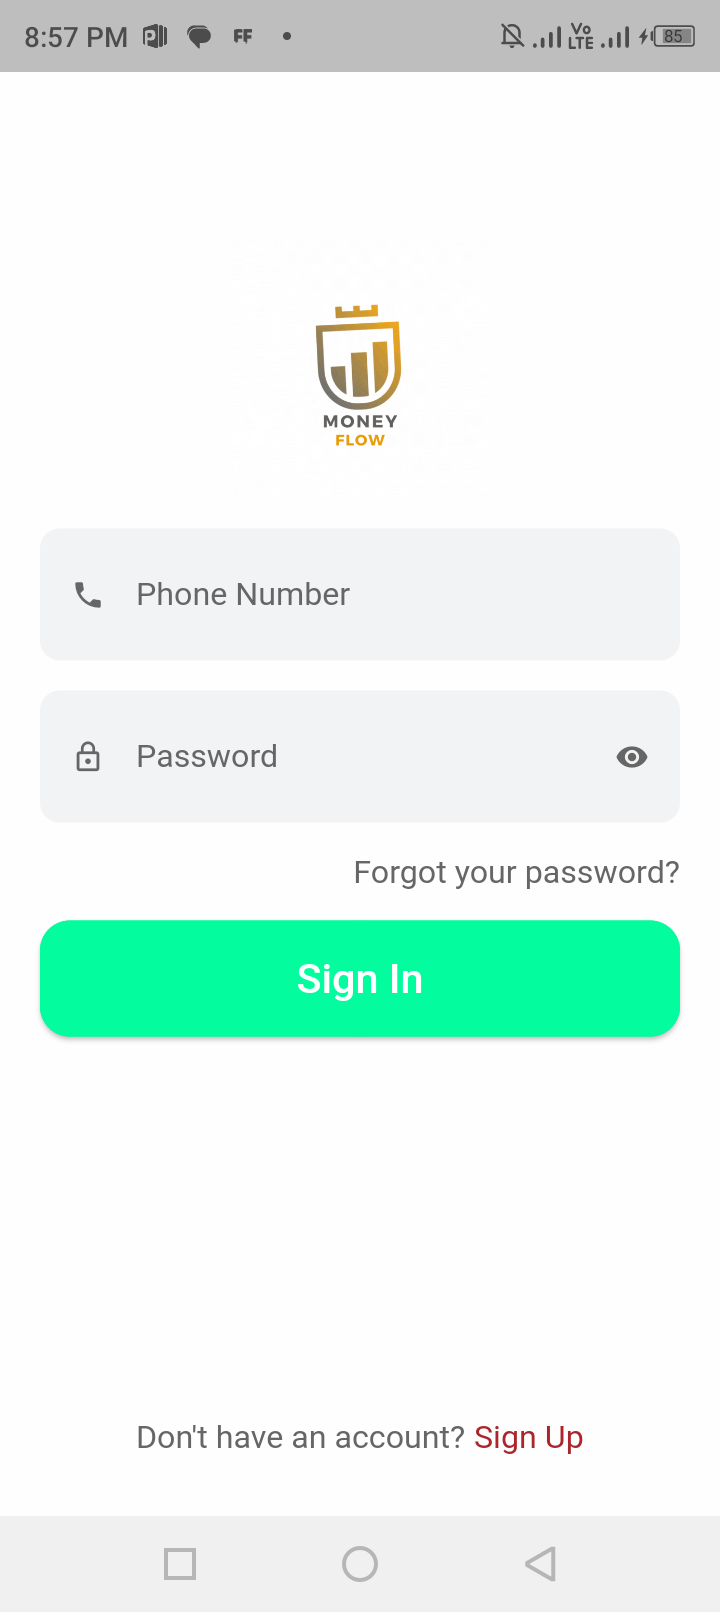 8:57 PM FF Vo LTE 85
MONEY
FLOW
Phone Number
Password
Forgot your password?
Sign In
Don't have an account? Sign Up